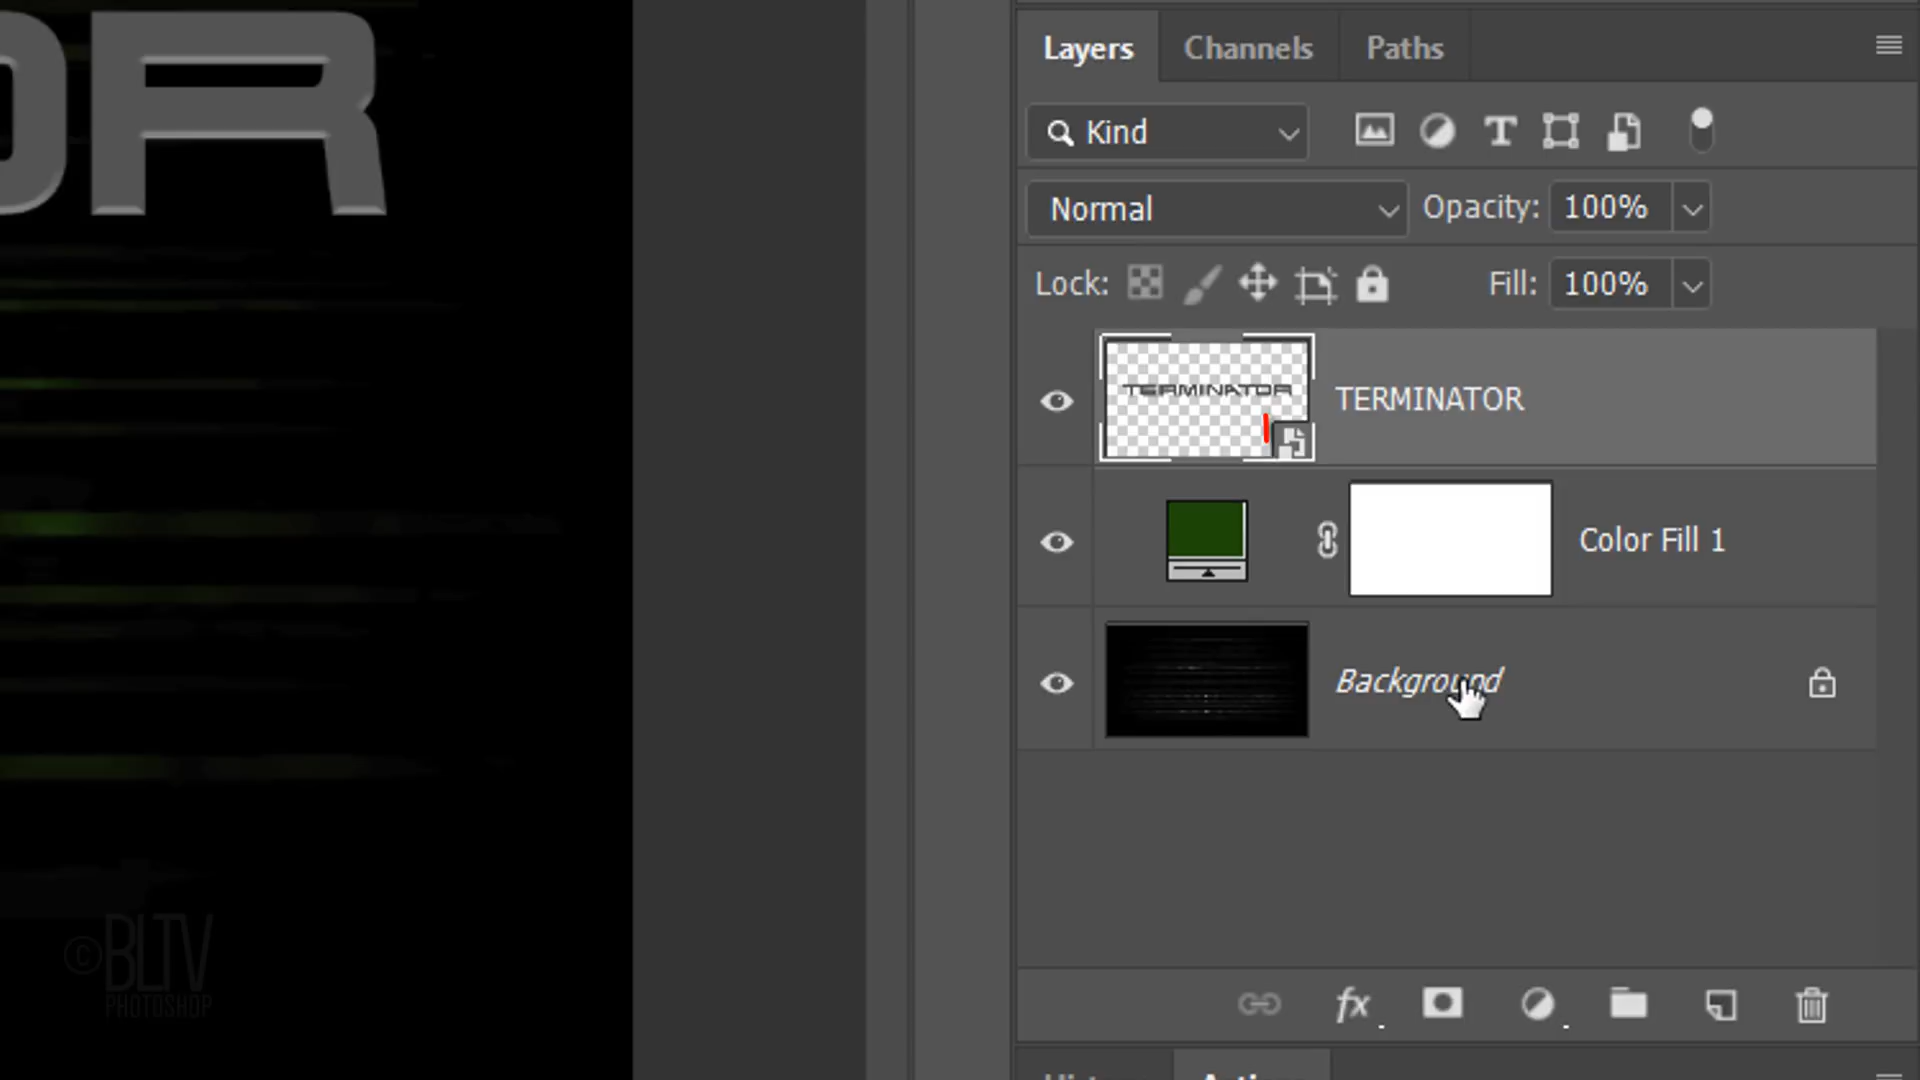 OR
Layers Channels Paths
Kind
Normal Opacity: 100%
Lock: Fill: 100%
TERMINATOR TERMINATOR
Color Fill 1
Background
fx
© BLTV
PHOTOSHOP